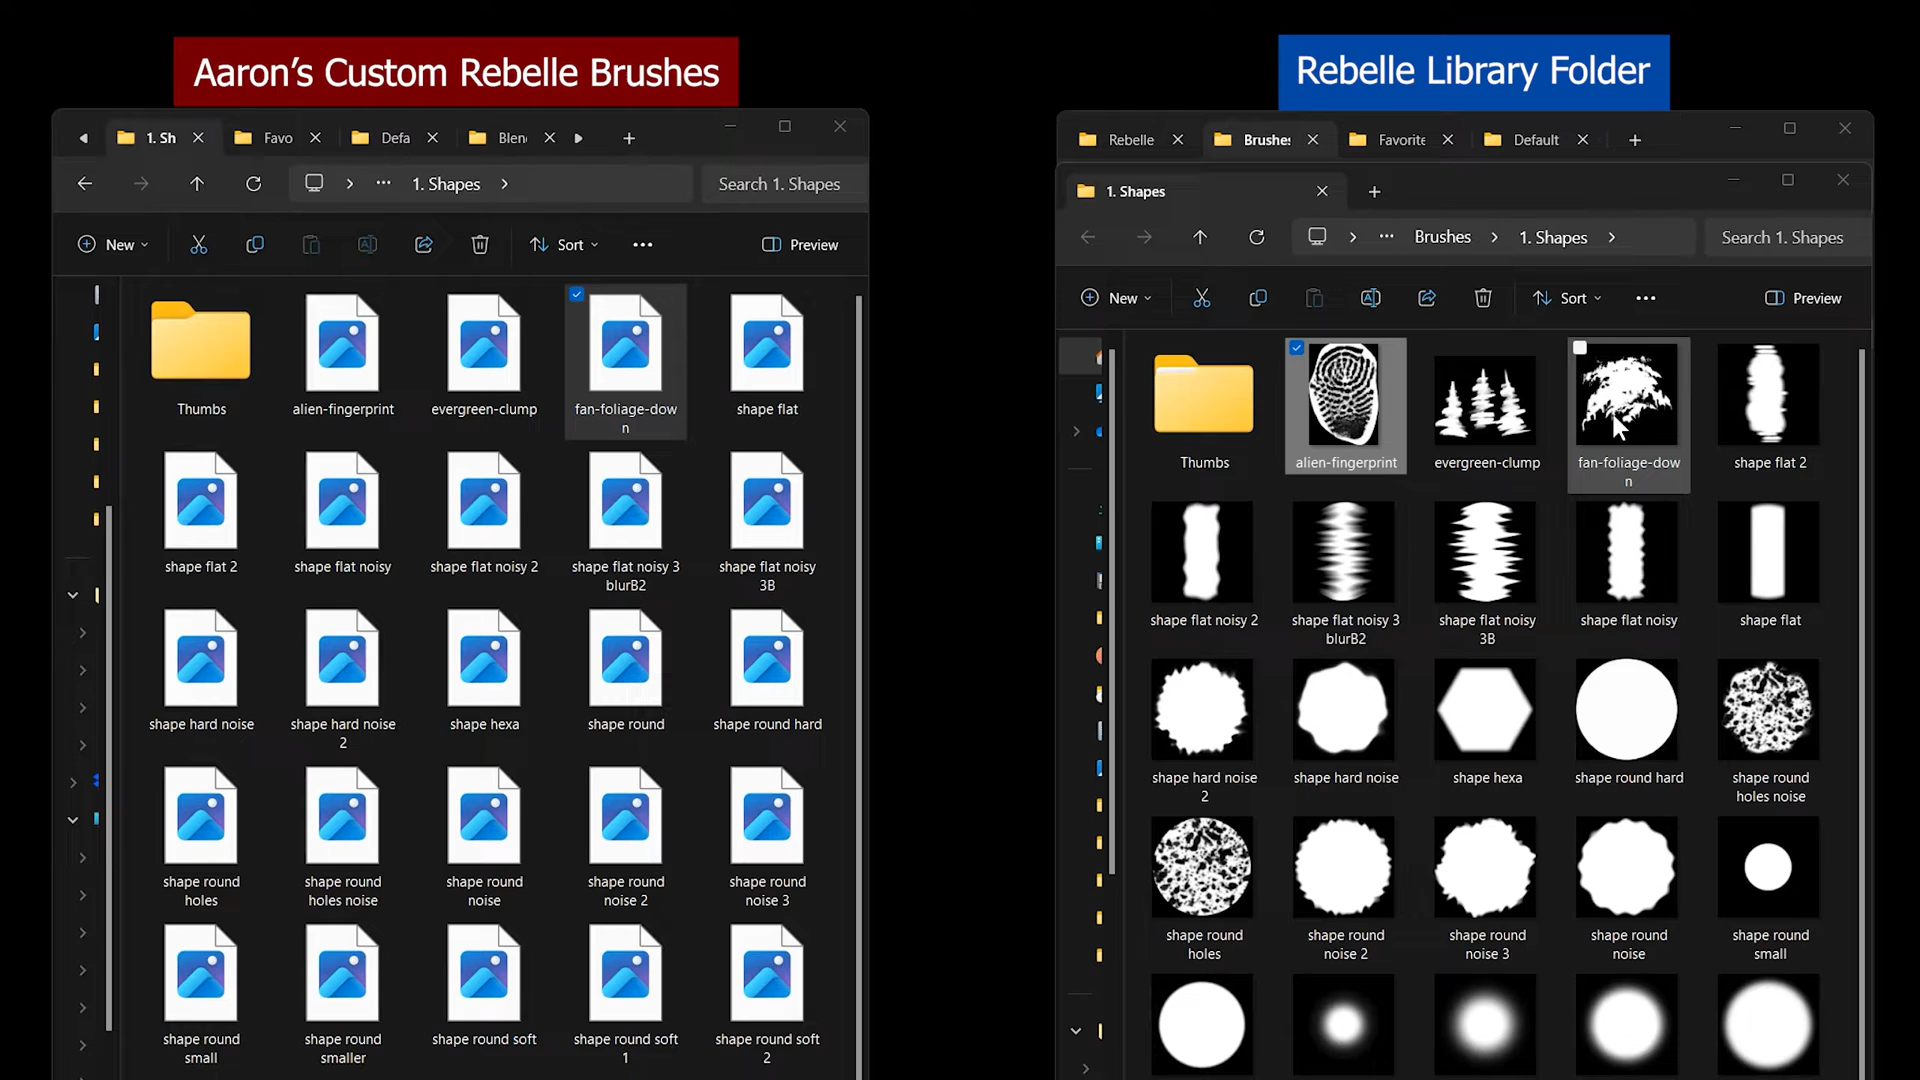 Aaron's Custom Rebelle Brushes
Rebelle Library Folder
1. Sh
Favo
Defa
Blen
1. Shapes
Search 1. Shapes
New
Sort
Preview
Thumbs
alien-fingerprint
evergreen-clump
fan-foliage-dow
n
shape flat
shape flat 2
shape flat noisy
shape flat noisy 2
shape flat noisy 3
blurB2
shape flat noisy
3B
shape hard noise
shape hard noise
2
shape hexa
shape round
shape round hard
shape round
holes
shape round
holes noise
shape round
noise
shape round
noise 2
shape round
noise 3
shape round
small
shape round
smaller
shape round soft
shape round soft
1
shape round soft
2
Rebelle
Brushes
Favorite
Default
1. Shapes
Brushes
1. Shapes
Search 1. Shapes
New
Sort
Preview
Thumbs
alien-fingerprint
evergreen-clump
fan-foliage-dow
n
shape flat 2
shape flat noisy 2
shape flat noisy 3
blurB2
shape flat noisy
3B
shape flat noisy
shape flat
shape hard noise
2
shape hard noise
shape hexa
shape round hard
shape round
holes noise
shape round
holes
shape round
noise 2
shape round
noise 3
shape round
noise
shape round
small